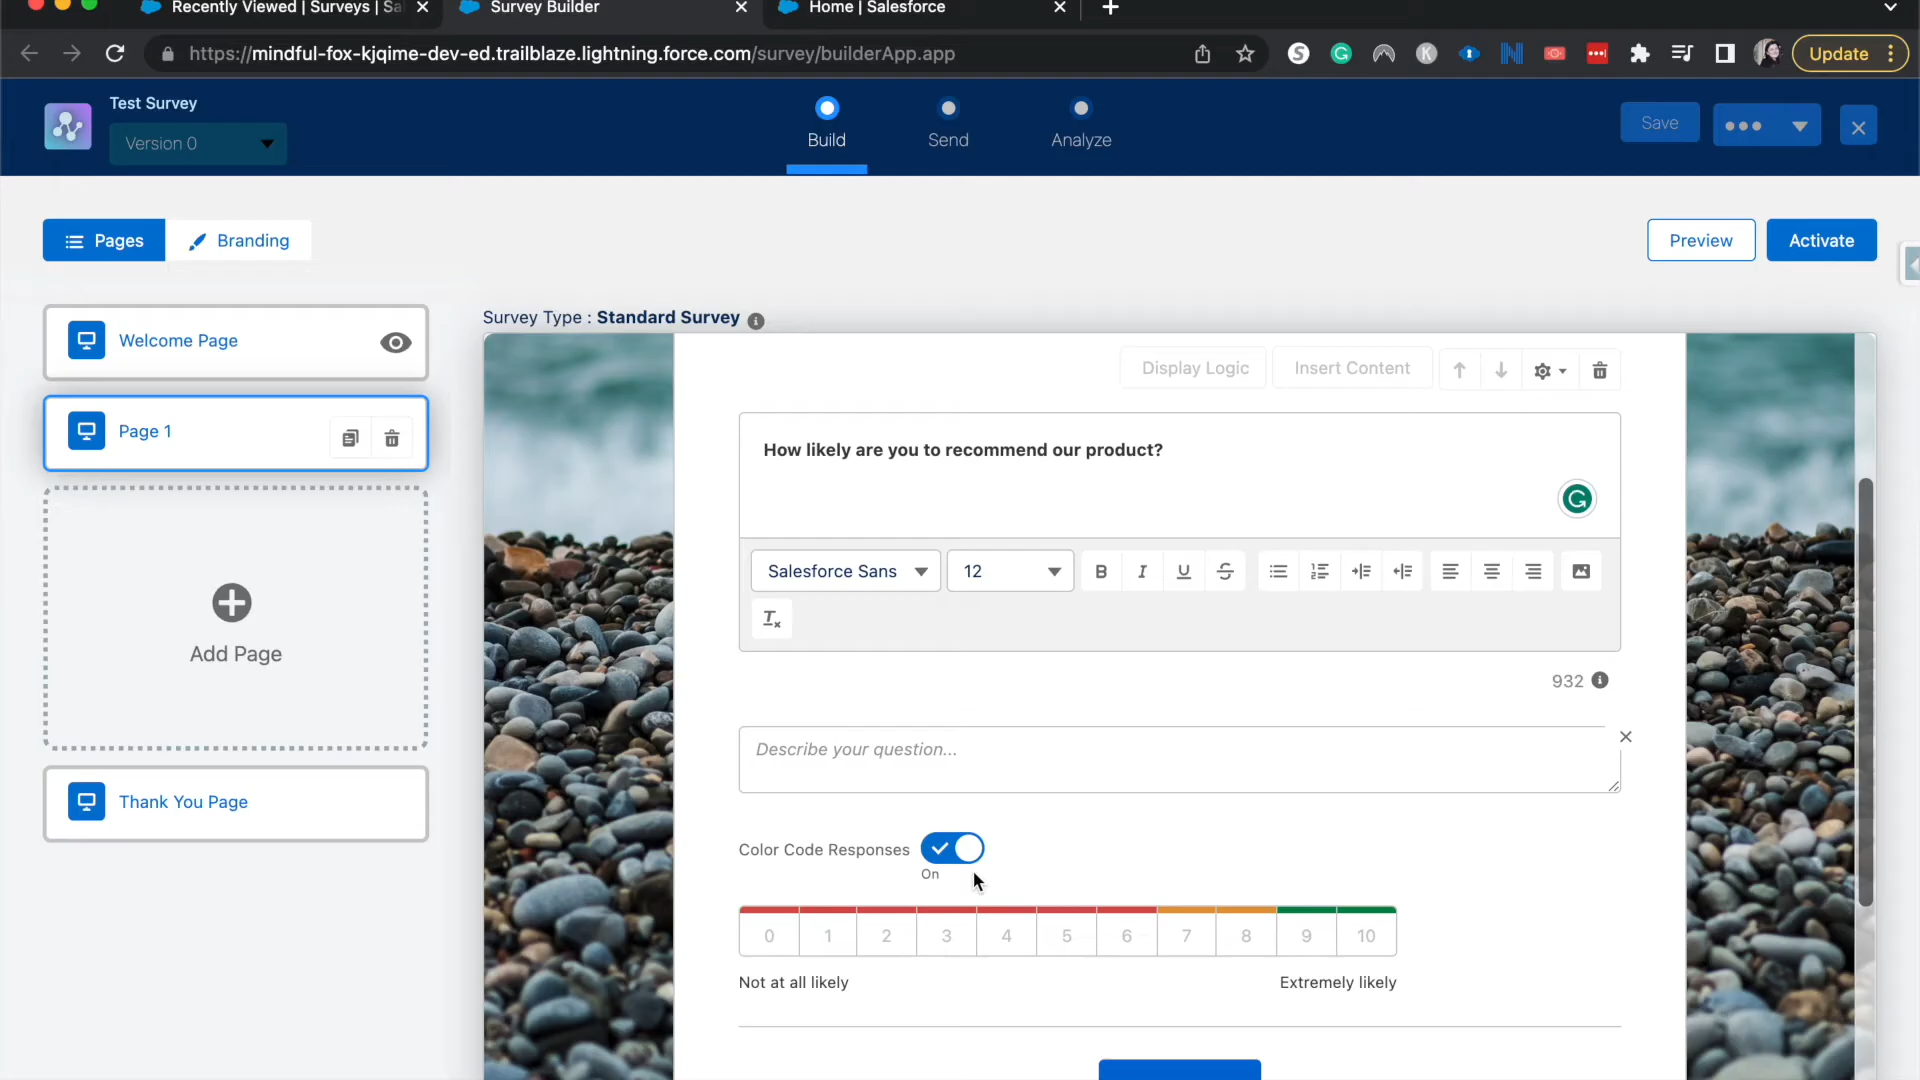 Recently Viewed | Surveys | Sal
Survey Builder
Home | Salesforce
https://mindful-fox-kjqime-dev-ed.trailblaze.lightning.force.com/survey/builderApp.app
Update
Test Survey
Version 0
Build
Send
Analyze
Save
Pages
Branding
Preview
Activate
Welcome Page
Page 1
Add Page
Thank You Page
Survey Type : Standard Survey
Display Logic
Insert Content
How likely are you to recommend our product?
Salesforce Sans
12
932
Describe your question...
Color Code Responses
On
0 1 2 3 4 5 6 7 8 9 10
Not at all likely
Extremely likely